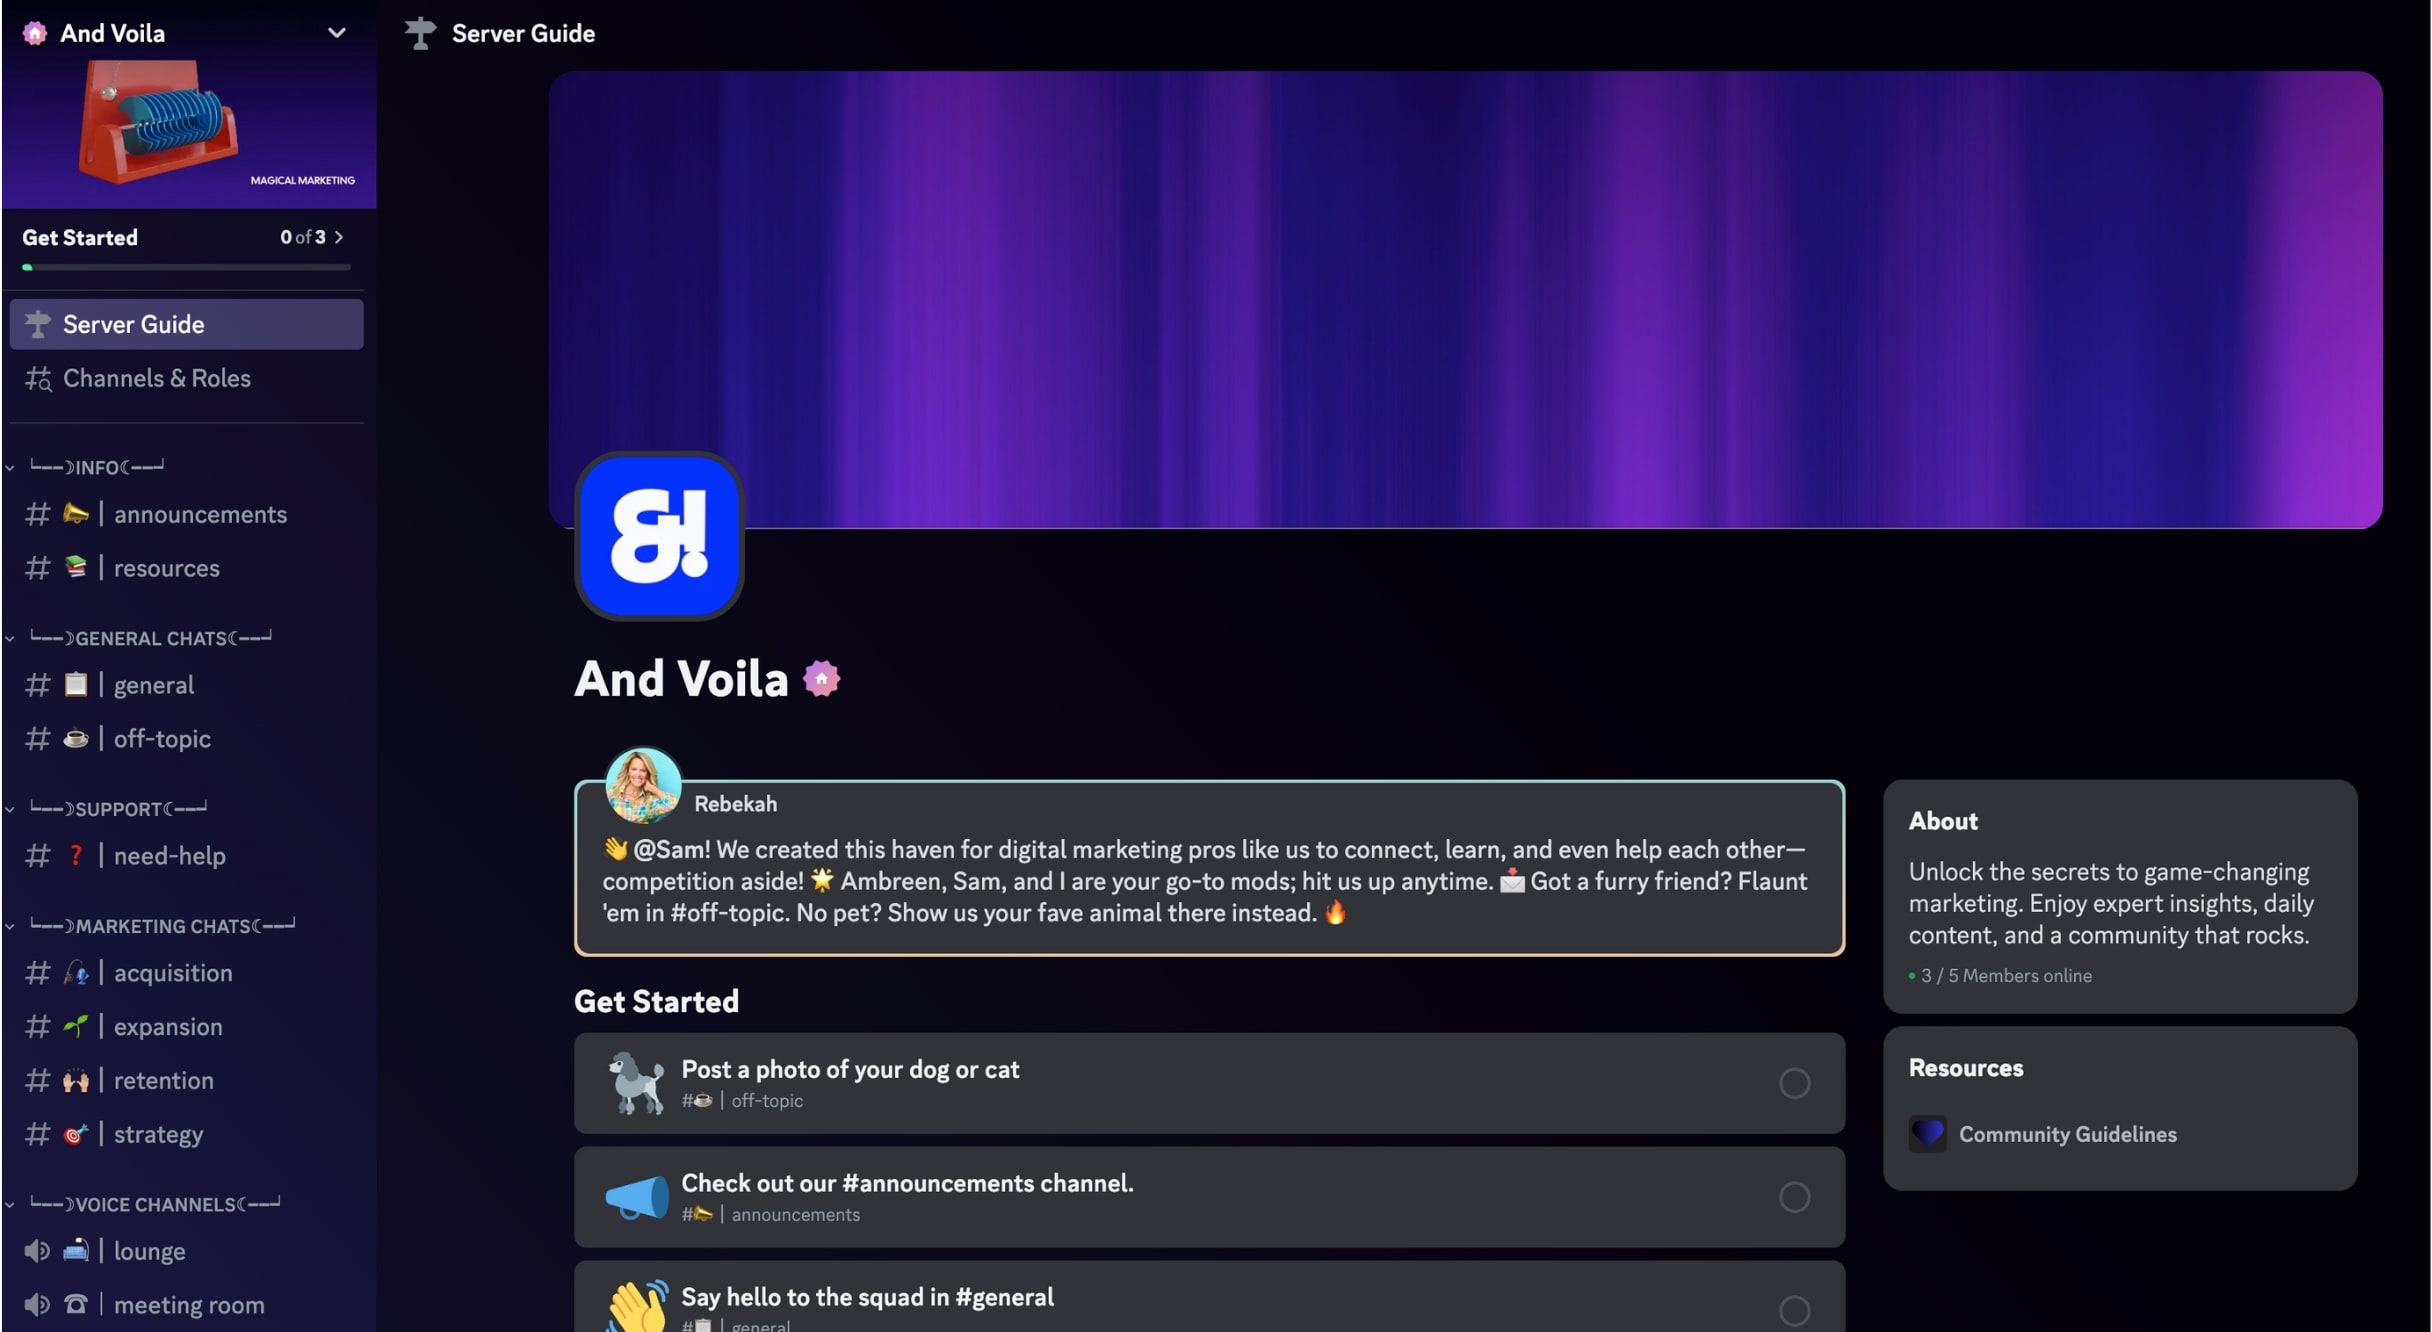 And Voila
MAGICAL MARKETING
Get Started
0 of 3
Server Guide
Channels & Roles
INFO
# 📣 | announcements
# 📚 | resources
GENERAL CHATS
# 📋 | general
# ☕ | off-topic
SUPPORT
# ❓ | need-help
MARKETING CHATS
# 🎣 | acquisition
# 🌱 | expansion
# 🙌🏼 | retention
# 🎯 | strategy
VOICE CHANNELS
🛋️ | lounge
☎ | meeting room
Server Guide
&!
And Voila
Rebekah
👋 @Sam! We created this haven for digital marketing pros like us to connect, learn, and even help each other—
competition aside! 🌟 Ambreen, Sam, and I are your go-to mods; hit us up anytime. 📩 Got a furry friend? Flaunt
'em in #off-topic. No pet? Show us your fave animal there instead. 🔥
Get Started
Post a photo of your dog or cat
#☕ | off-topic
Check out our #announcements channel.
#📣 | announcements
Say hello to the squad in #general
#📋 | general
About
Unlock the secrets to game-changing
marketing. Enjoy expert insights, daily
content, and a community that rocks.
3 / 5 Members online
Resources
Community Guidelines